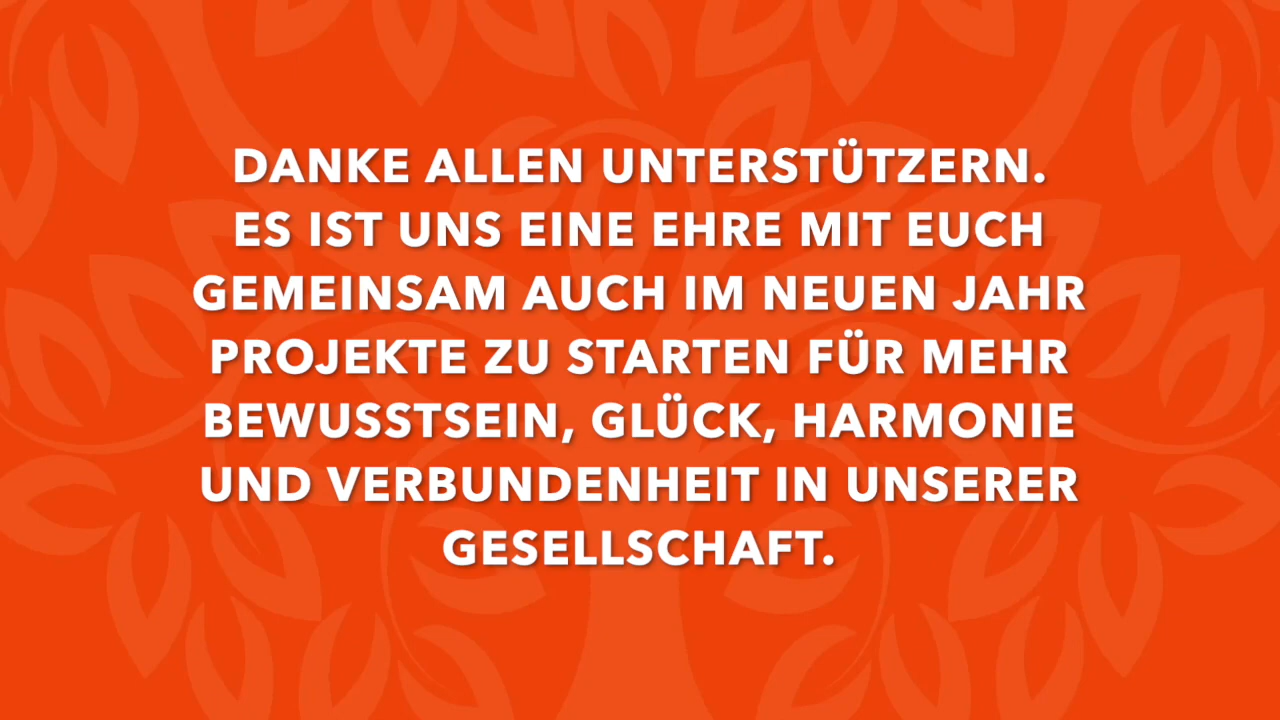 DANKE ALLEN UNTERSTÜTZERN.
ES IST UNS EINE EHRE MIT EUCH
GEMEINSAM AUCH IM NEUEN JAHR
PROJEKTE ZU STARTEN FÜR MEHR
BEWUSSTSEIN, GLÜCK, HARMONIE
UND VERBUNDENHEIT IN UNSERER
GESELLSCHAFT.